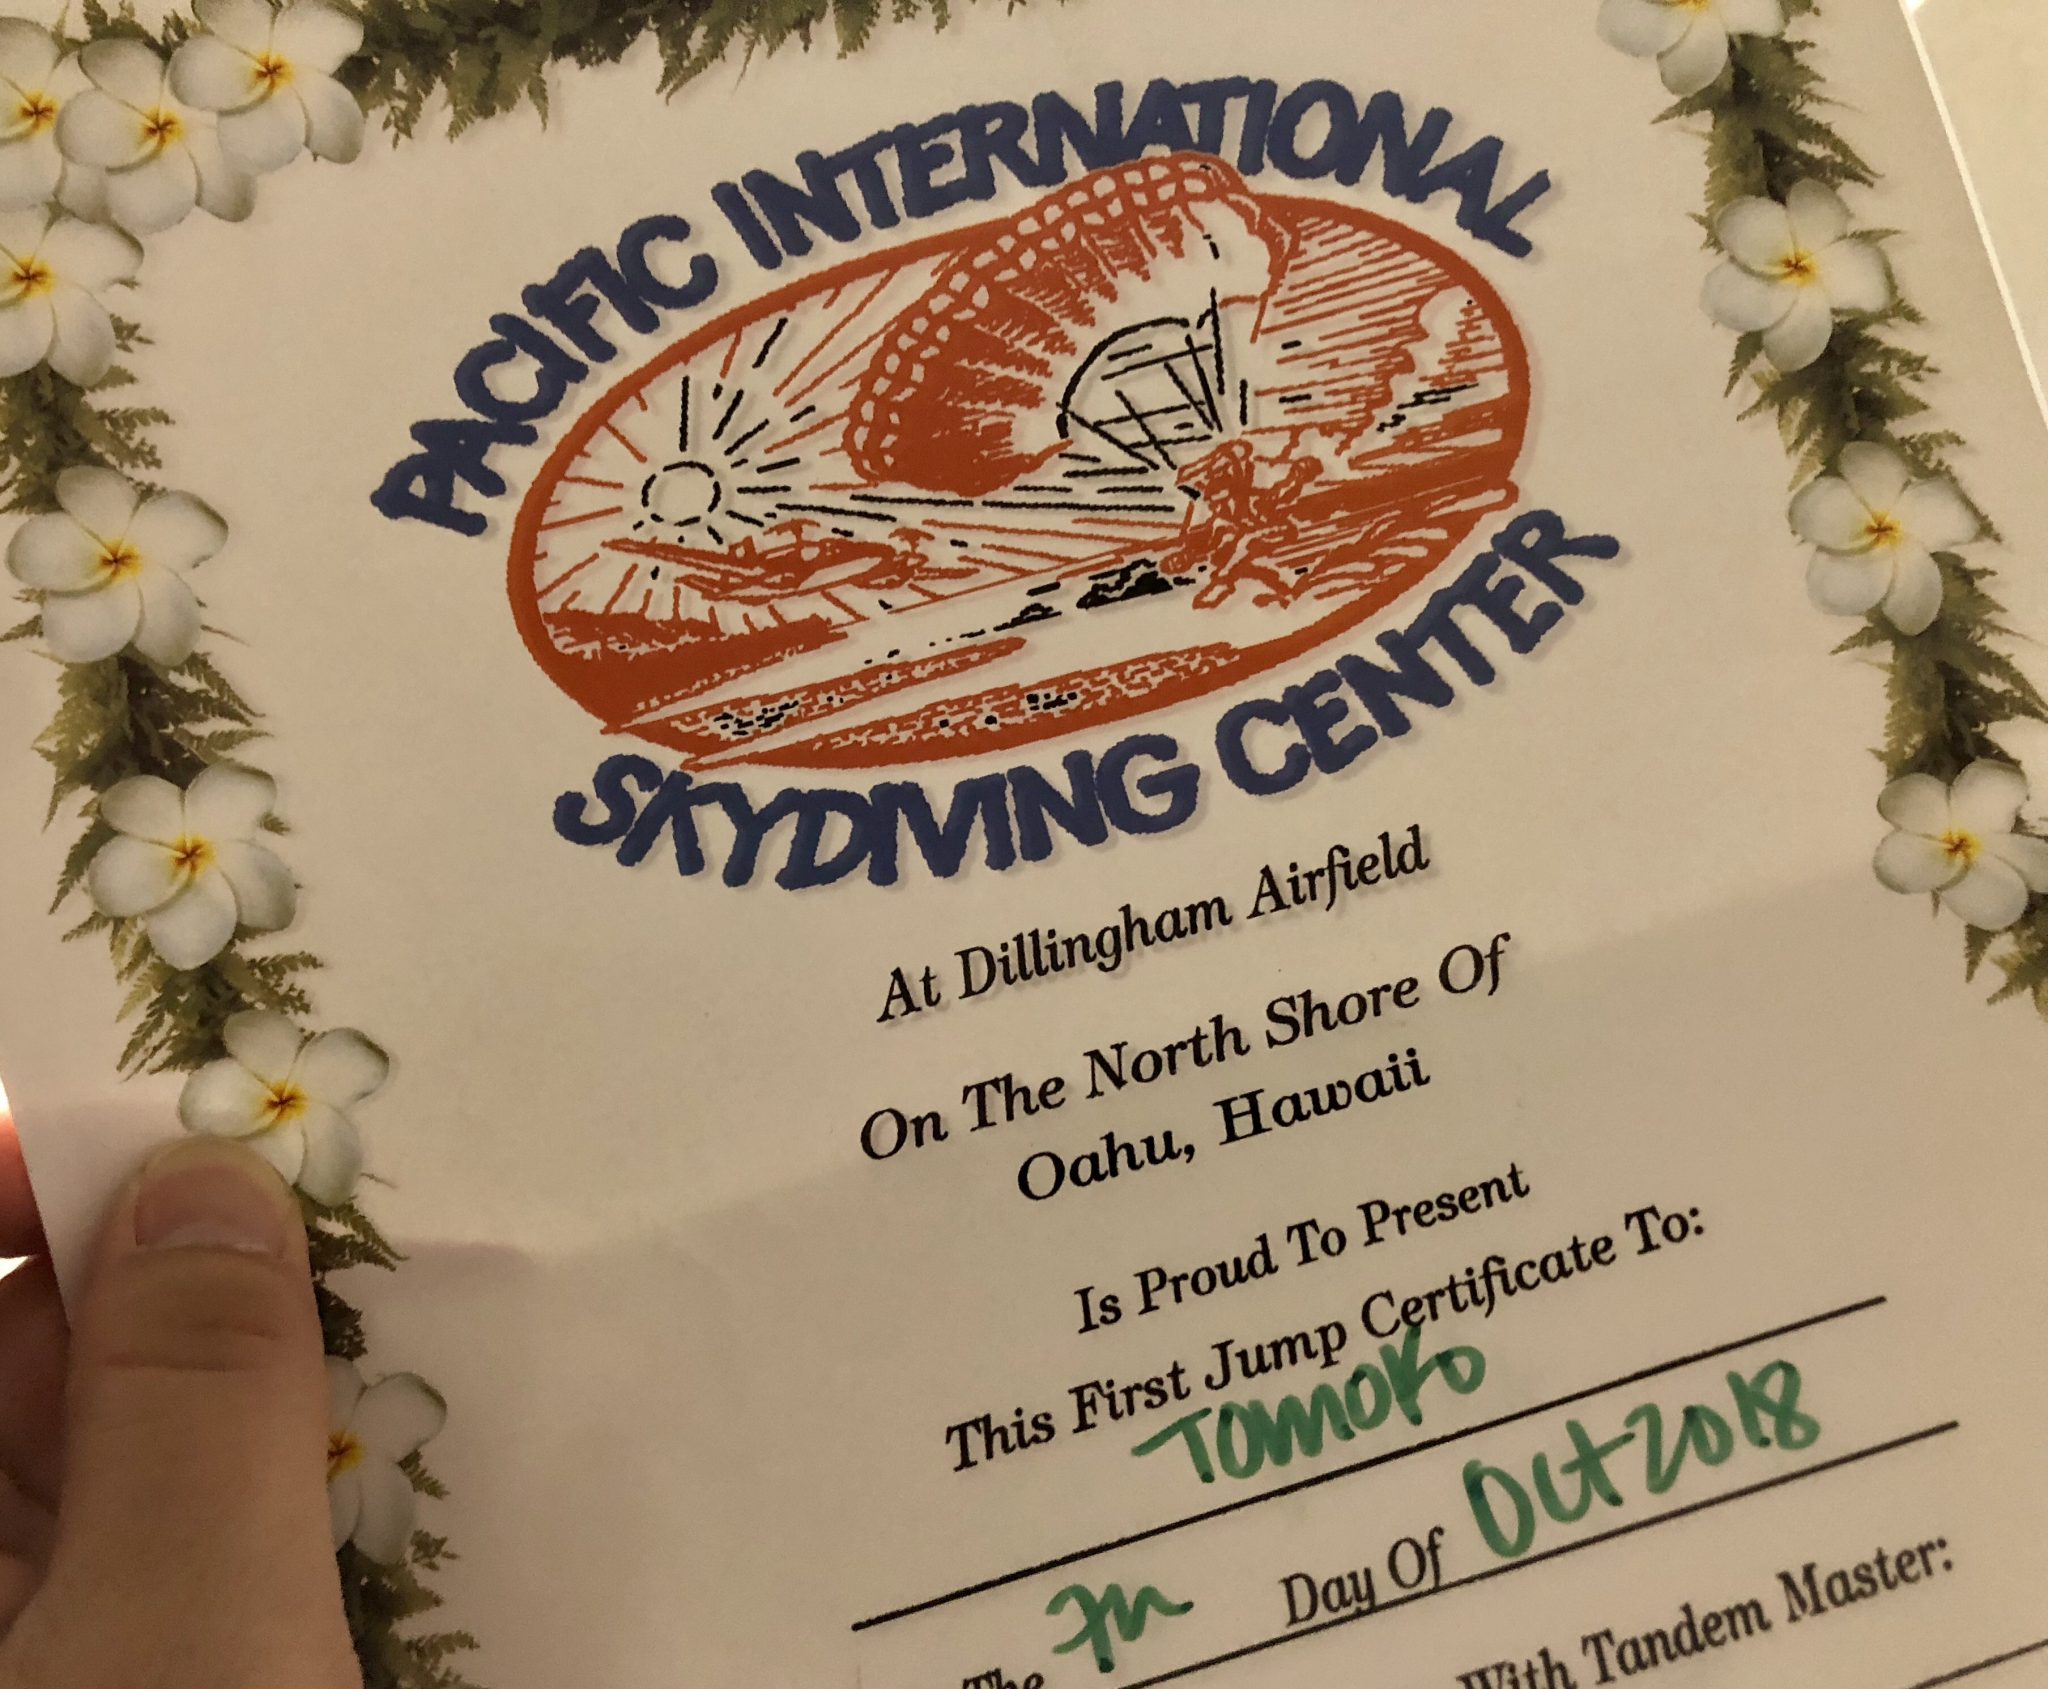 PACIFIC INTERNATIONAL
SKYDIVING CENTER
At Dillingham Airfield
On The North Shore Of
Oahu, Hawaii
Is Proud To Present
This First Jump Certificate To:
TOMOKO
The 7th Day Of Oct 2018
With Tandem Master: